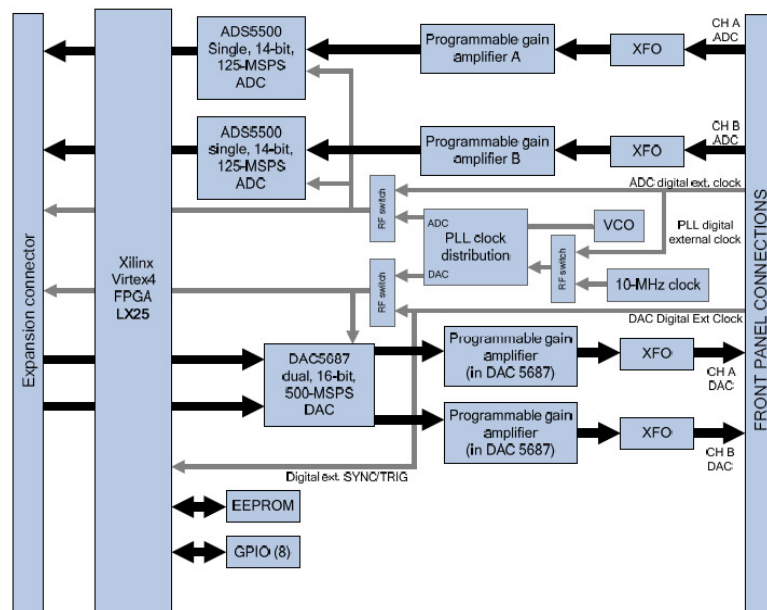 Expansion connector
Xilinx
Virtex4
FPGA
LX25
ADS5500
Single, 14-bit,
125-MSPS
ADC
Programmable gain
amplifier A
XFO
CH A
ADC
ADS5500
single, 14-bit,
125-MSPS
ADC
Programmable gain
amplifier B
XFO
CH B
ADC
ADC digital ext. clock
RF switch
ADC
PLL clock
distribution
DAC
VCO
PLL digital
external clock
RF switch
10-MHz clock
RF switch
DAC Digital Ext Clock
DAC5687
dual, 16-bit,
500-MSPS
DAC
Programmable gain
amplifier
(in DAC 5687)
XFO
CH A
DAC
Programmable gain
amplifier
(in DAC 5687)
XFO
CH B
DAC
Digital ext. SYNC/TRIG
EEPROM
GPIO (8)
FRONT PANEL CONNECTIONS